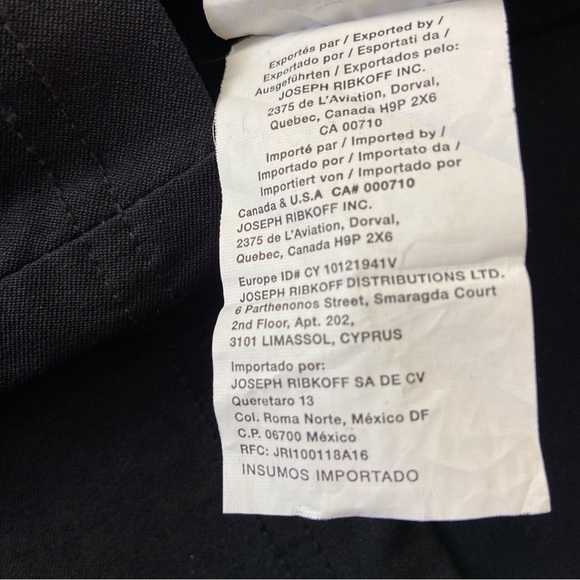 Exportés par / Exported by /
Exportado por / Esportati da /
Ausgeführten / Exportados pelo:
JOSEPH RIBKOFF INC.
2375 de L'Aviation, Dorval,
Quebec, Canada H9P 2X6
CA 00710
Importé par / Imported by /
Importado por / Importato da /
Importiert von / Importado por
Canada & U.S.A CA# 000710
JOSEPH RIBKOFF INC.
2375 de L'Aviation, Dorval,
Quebec, Canada H9P 2X6
Europe ID# CY 10121941V
JOSEPH RIBKOFF DISTRIBUTIONS LTD.
6 Parthenonos Street, Smaragda Court
2nd Floor, Apt. 202,
3101 LIMASSOL, CYPRUS
Importado por:
JOSEPH RIBKOFF SA DE CV
Queretaro 13
Col. Roma Norte, México DF
C.P. 06700 México
RFC: JRI100118A16
INSUMOS IMPORTADO